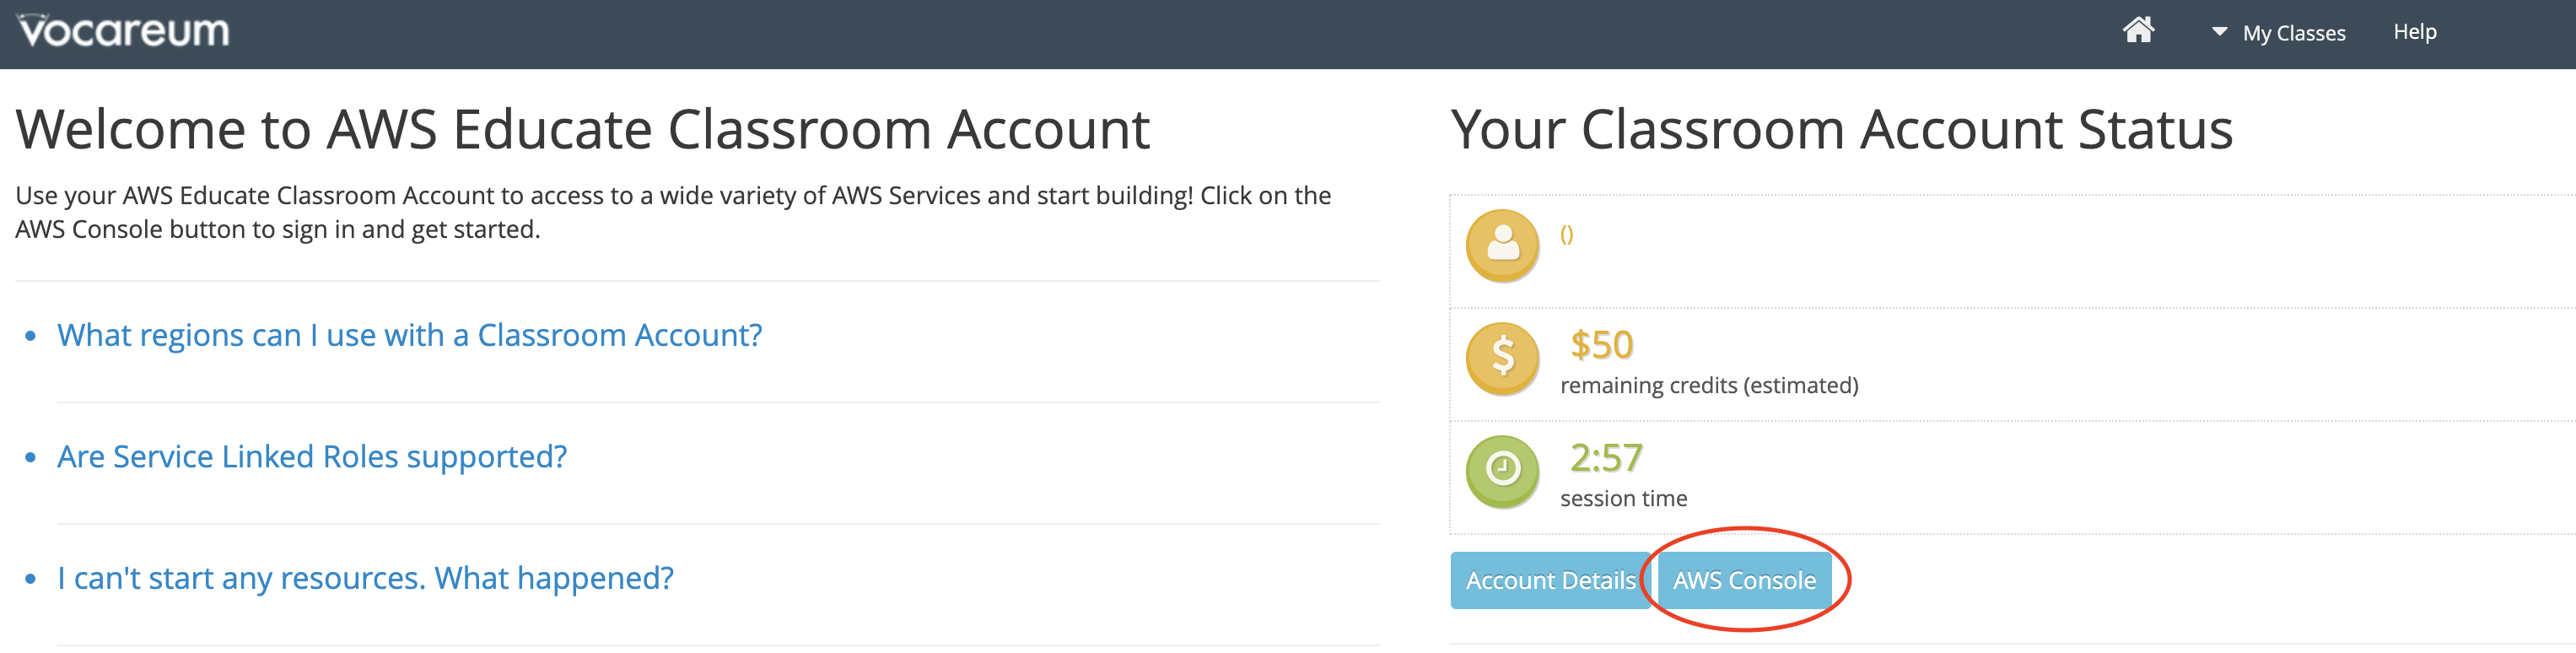 Vocareum
My Classes
Help
Welcome to AWS Educate Classroom Account
Use your AWS Educate Classroom Account to access to a wide variety of AWS Services and start building! Click on the
AWS Console button to sign in and get started.
What regions can I use with a Classroom Account?
Are Service Linked Roles supported?
I can't start any resources. What happened?
Your Classroom Account Status
()
$50
remaining credits (estimated)
2:57
session time
Account Details
AWS Console